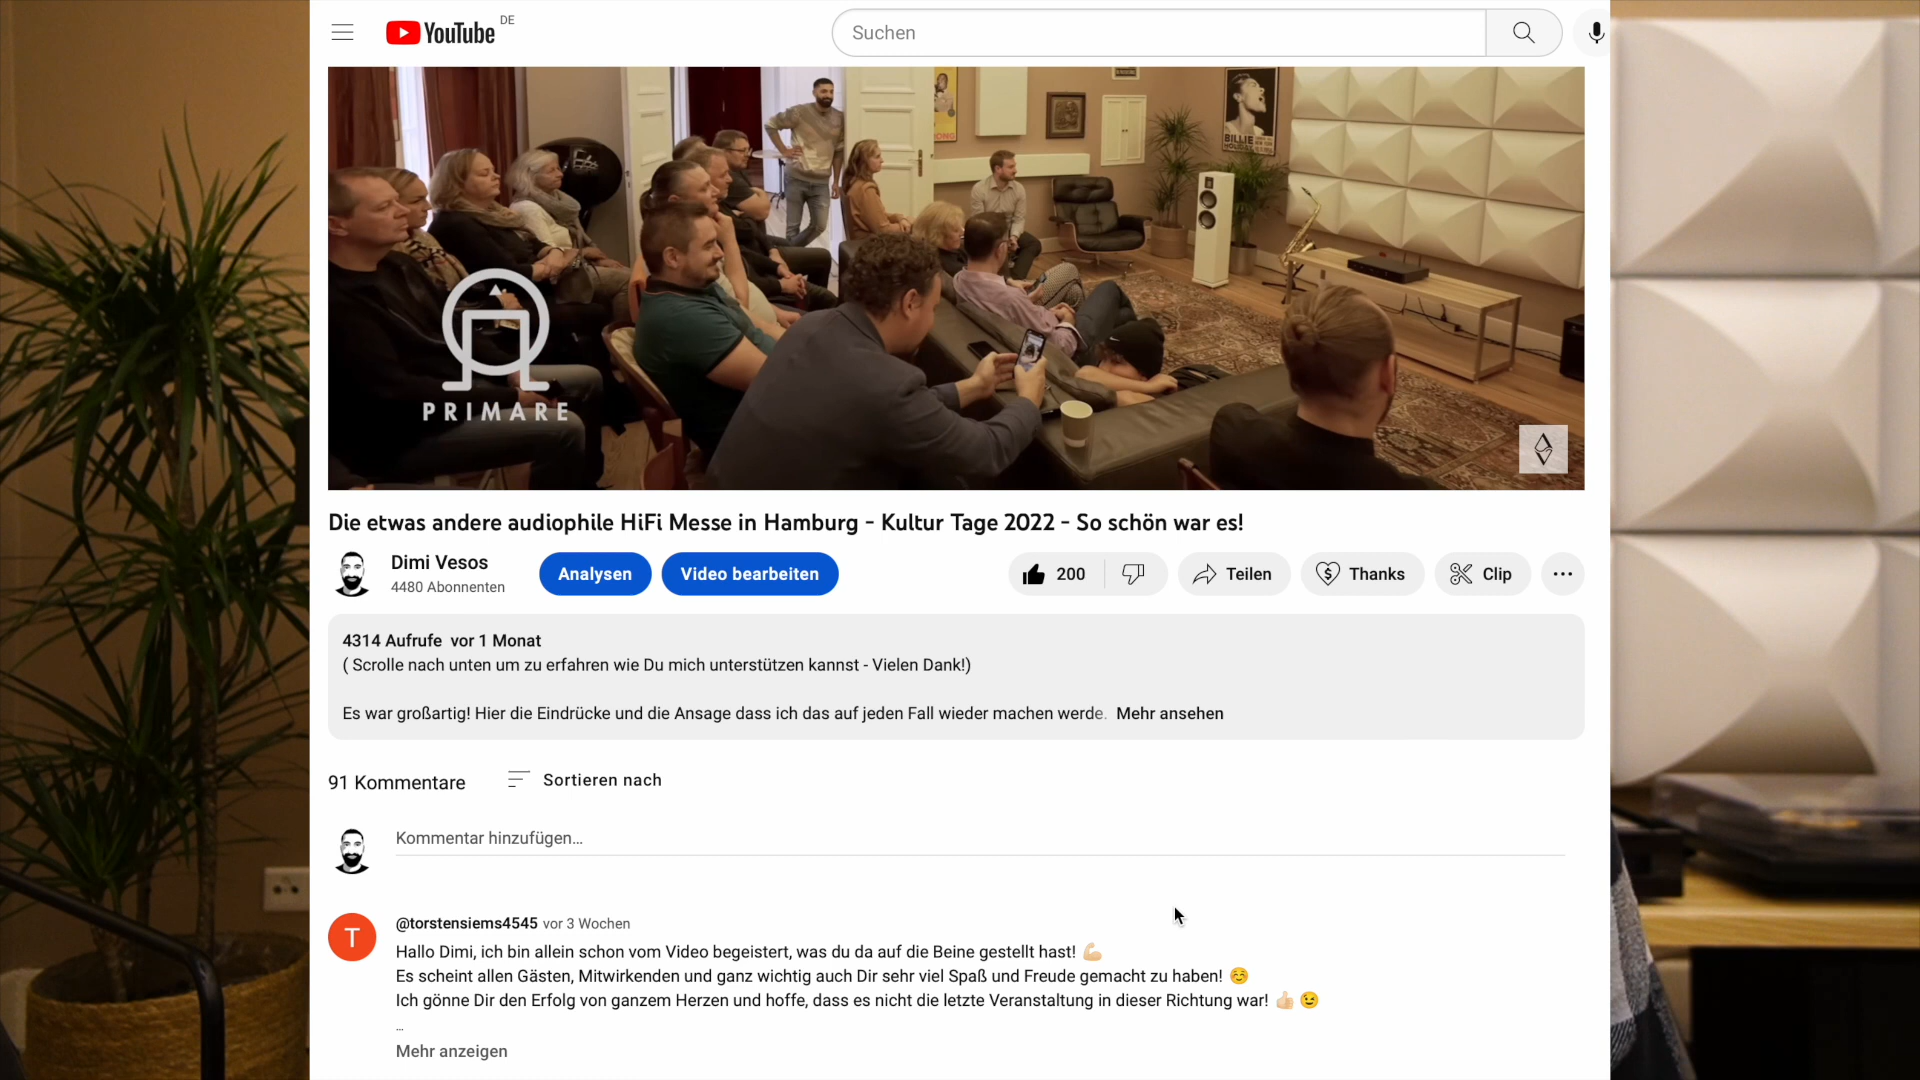 YouTube DE
Suchen
BILLIE
HOLIDAY
PRIMARE
Die etwas andere audiophile HiFi Messe in Hamburg - Kultur Tage 2022 - So schön war es!
Dimi Vesos
4480 Abonnenten
Analysen
Video bearbeiten
200
Teilen
Thanks
Clip
4314 Aufrufe vor 1 Monat
( Scrolle nach unten um zu erfahren wie Du mich unterstützen kannst - Vielen Dank!)
Es war großartig! Hier die Eindrücke und die Ansage dass ich das auf jeden Fall wieder machen werde. Mehr ansehen
91 Kommentare
Sortieren nach
Kommentar hinzufügen...
T
@torstensiems4545 vor 3 Wochen
Hallo Dimi, ich bin allein schon vom Video begeistert, was du da auf die Beine gestellt hast! 💪🏻
Es scheint allen Gästen, Mitwirkenden und ganz wichtig auch Dir sehr viel Spaß und Freude gemacht zu haben! ☺️
Ich gönne Dir den Erfolg von ganzem Herzen und hoffe, dass es nicht die letzte Veranstaltung in dieser Richtung war! 👍🏻 😉
...
Mehr anzeigen